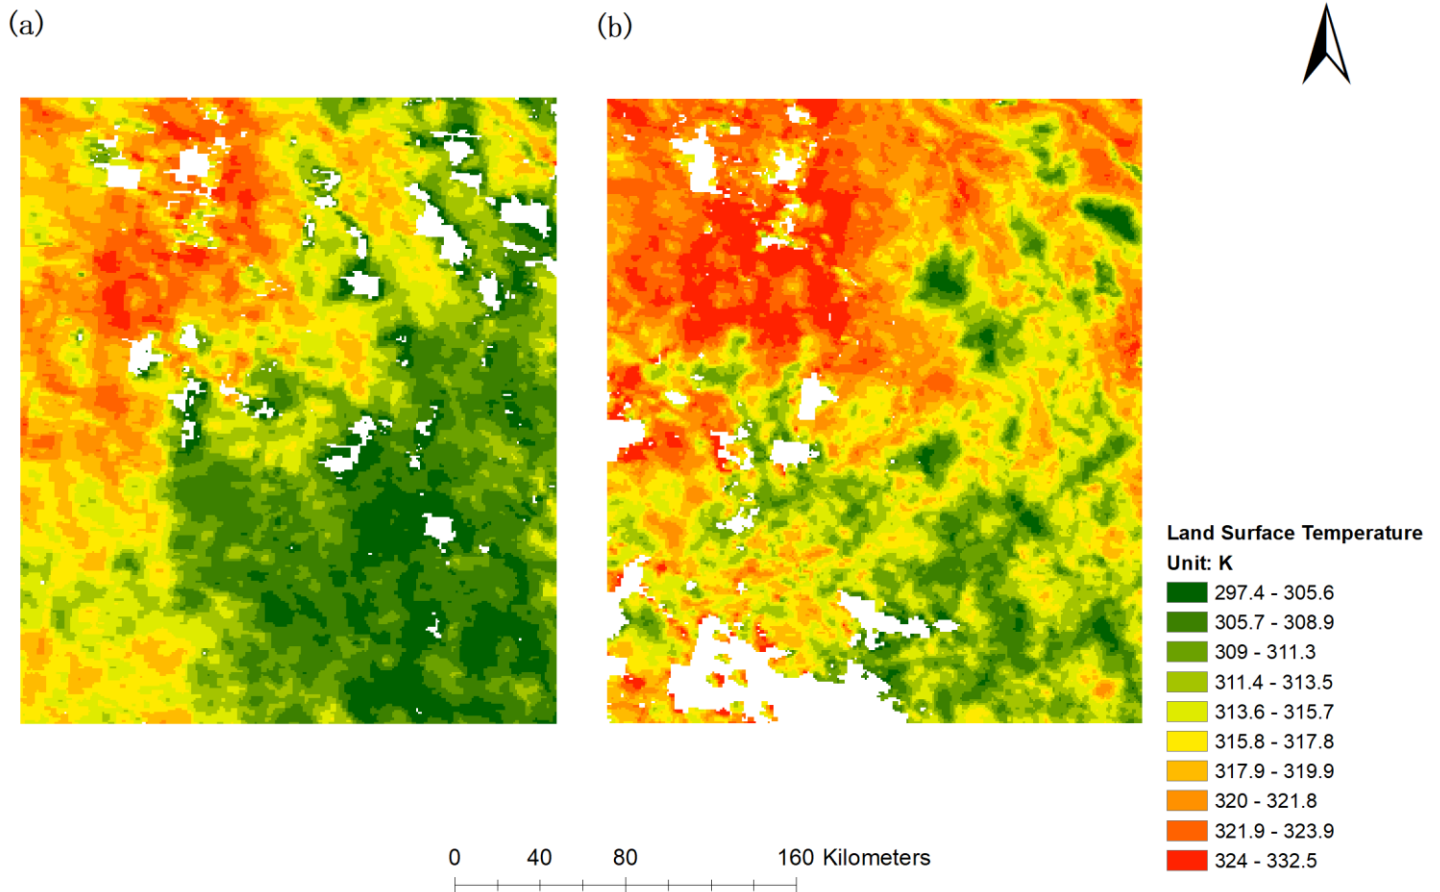 (a)
(b)
Land Surface Temperature
Unit: K
297.4 - 305.6
305.7 - 308.9
309 - 311.3
311.4 - 313.5
313.6 - 315.7
315.8 - 317.8
317.9 - 319.9
320 - 321.8
321.9 - 323.9
324 - 332.5
0 40 80 160 Kilometers